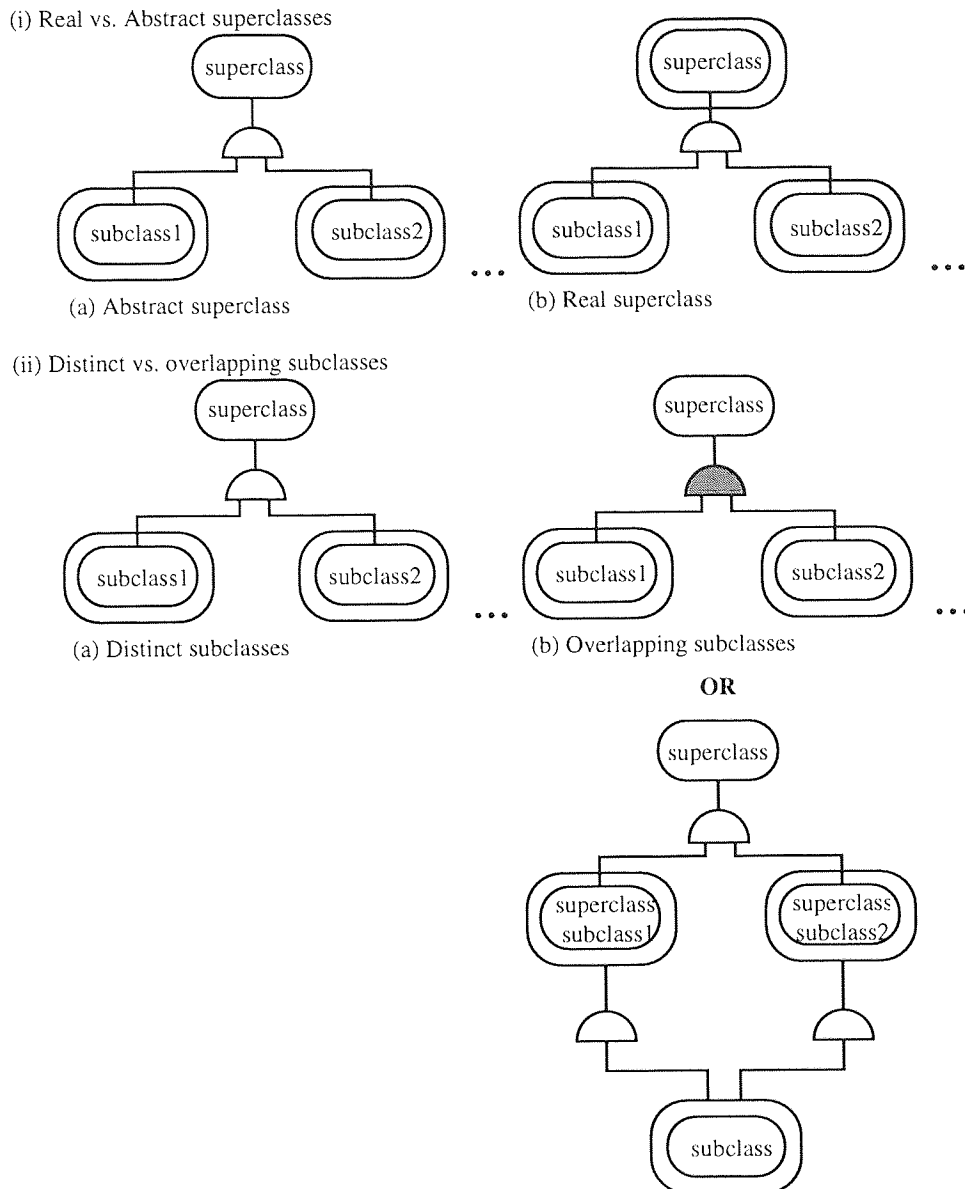 (i) Real vs. Abstract superclasses
superclass
superclass
subclass1
subclass2
subclass1
subclass2
...
...
(a) Abstract superclass
(b) Real superclass
(ii) Distinct vs. overlapping subclasses
superclass
superclass
subclass1
subclass2
subclass1
subclass2
...
...
(a) Distinct subclasses
(b) Overlapping subclasses
OR
superclass
superclass
subclass1
superclass
subclass2
subclass